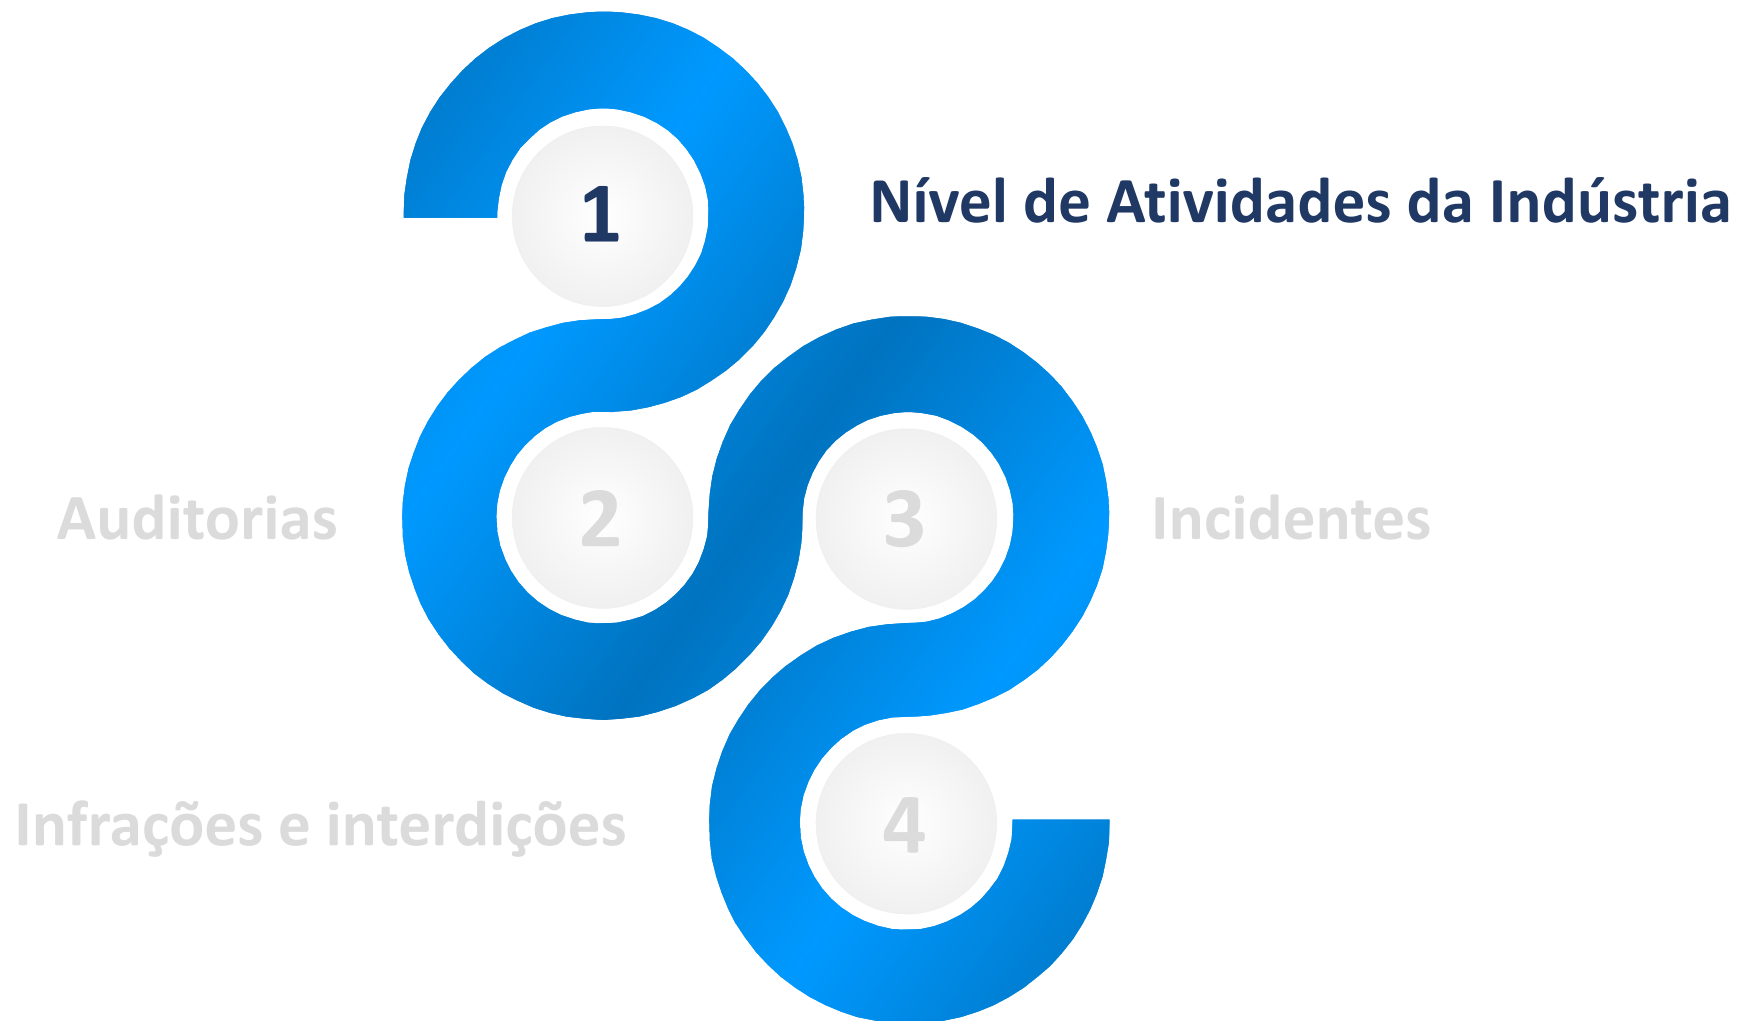 1
Nível de Atividades da Indústria
Auditorias
2
3
Incidentes
Infrações e interdições
4